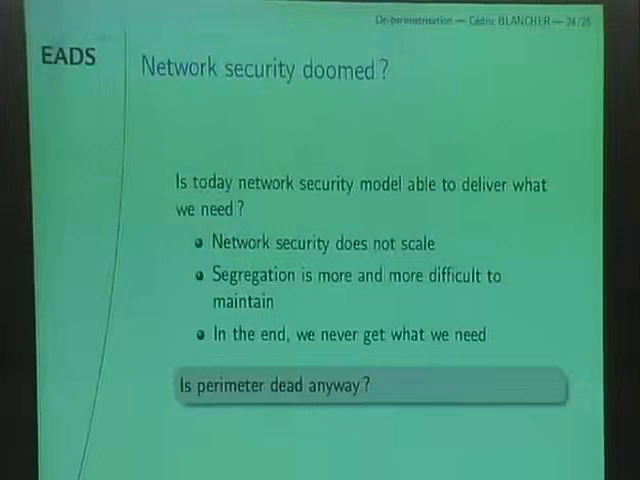 De-perimetrisation — Cédric BLANCHER — 24/25
EADS
Network security doomed ?
Is today network security model able to deliver what
we need ?
Network security does not scale
Segregation is more and more difficult to
maintain
In the end, we never get what we need
Is perimeter dead anyway ?